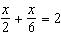 x/2 + x/6 = 2